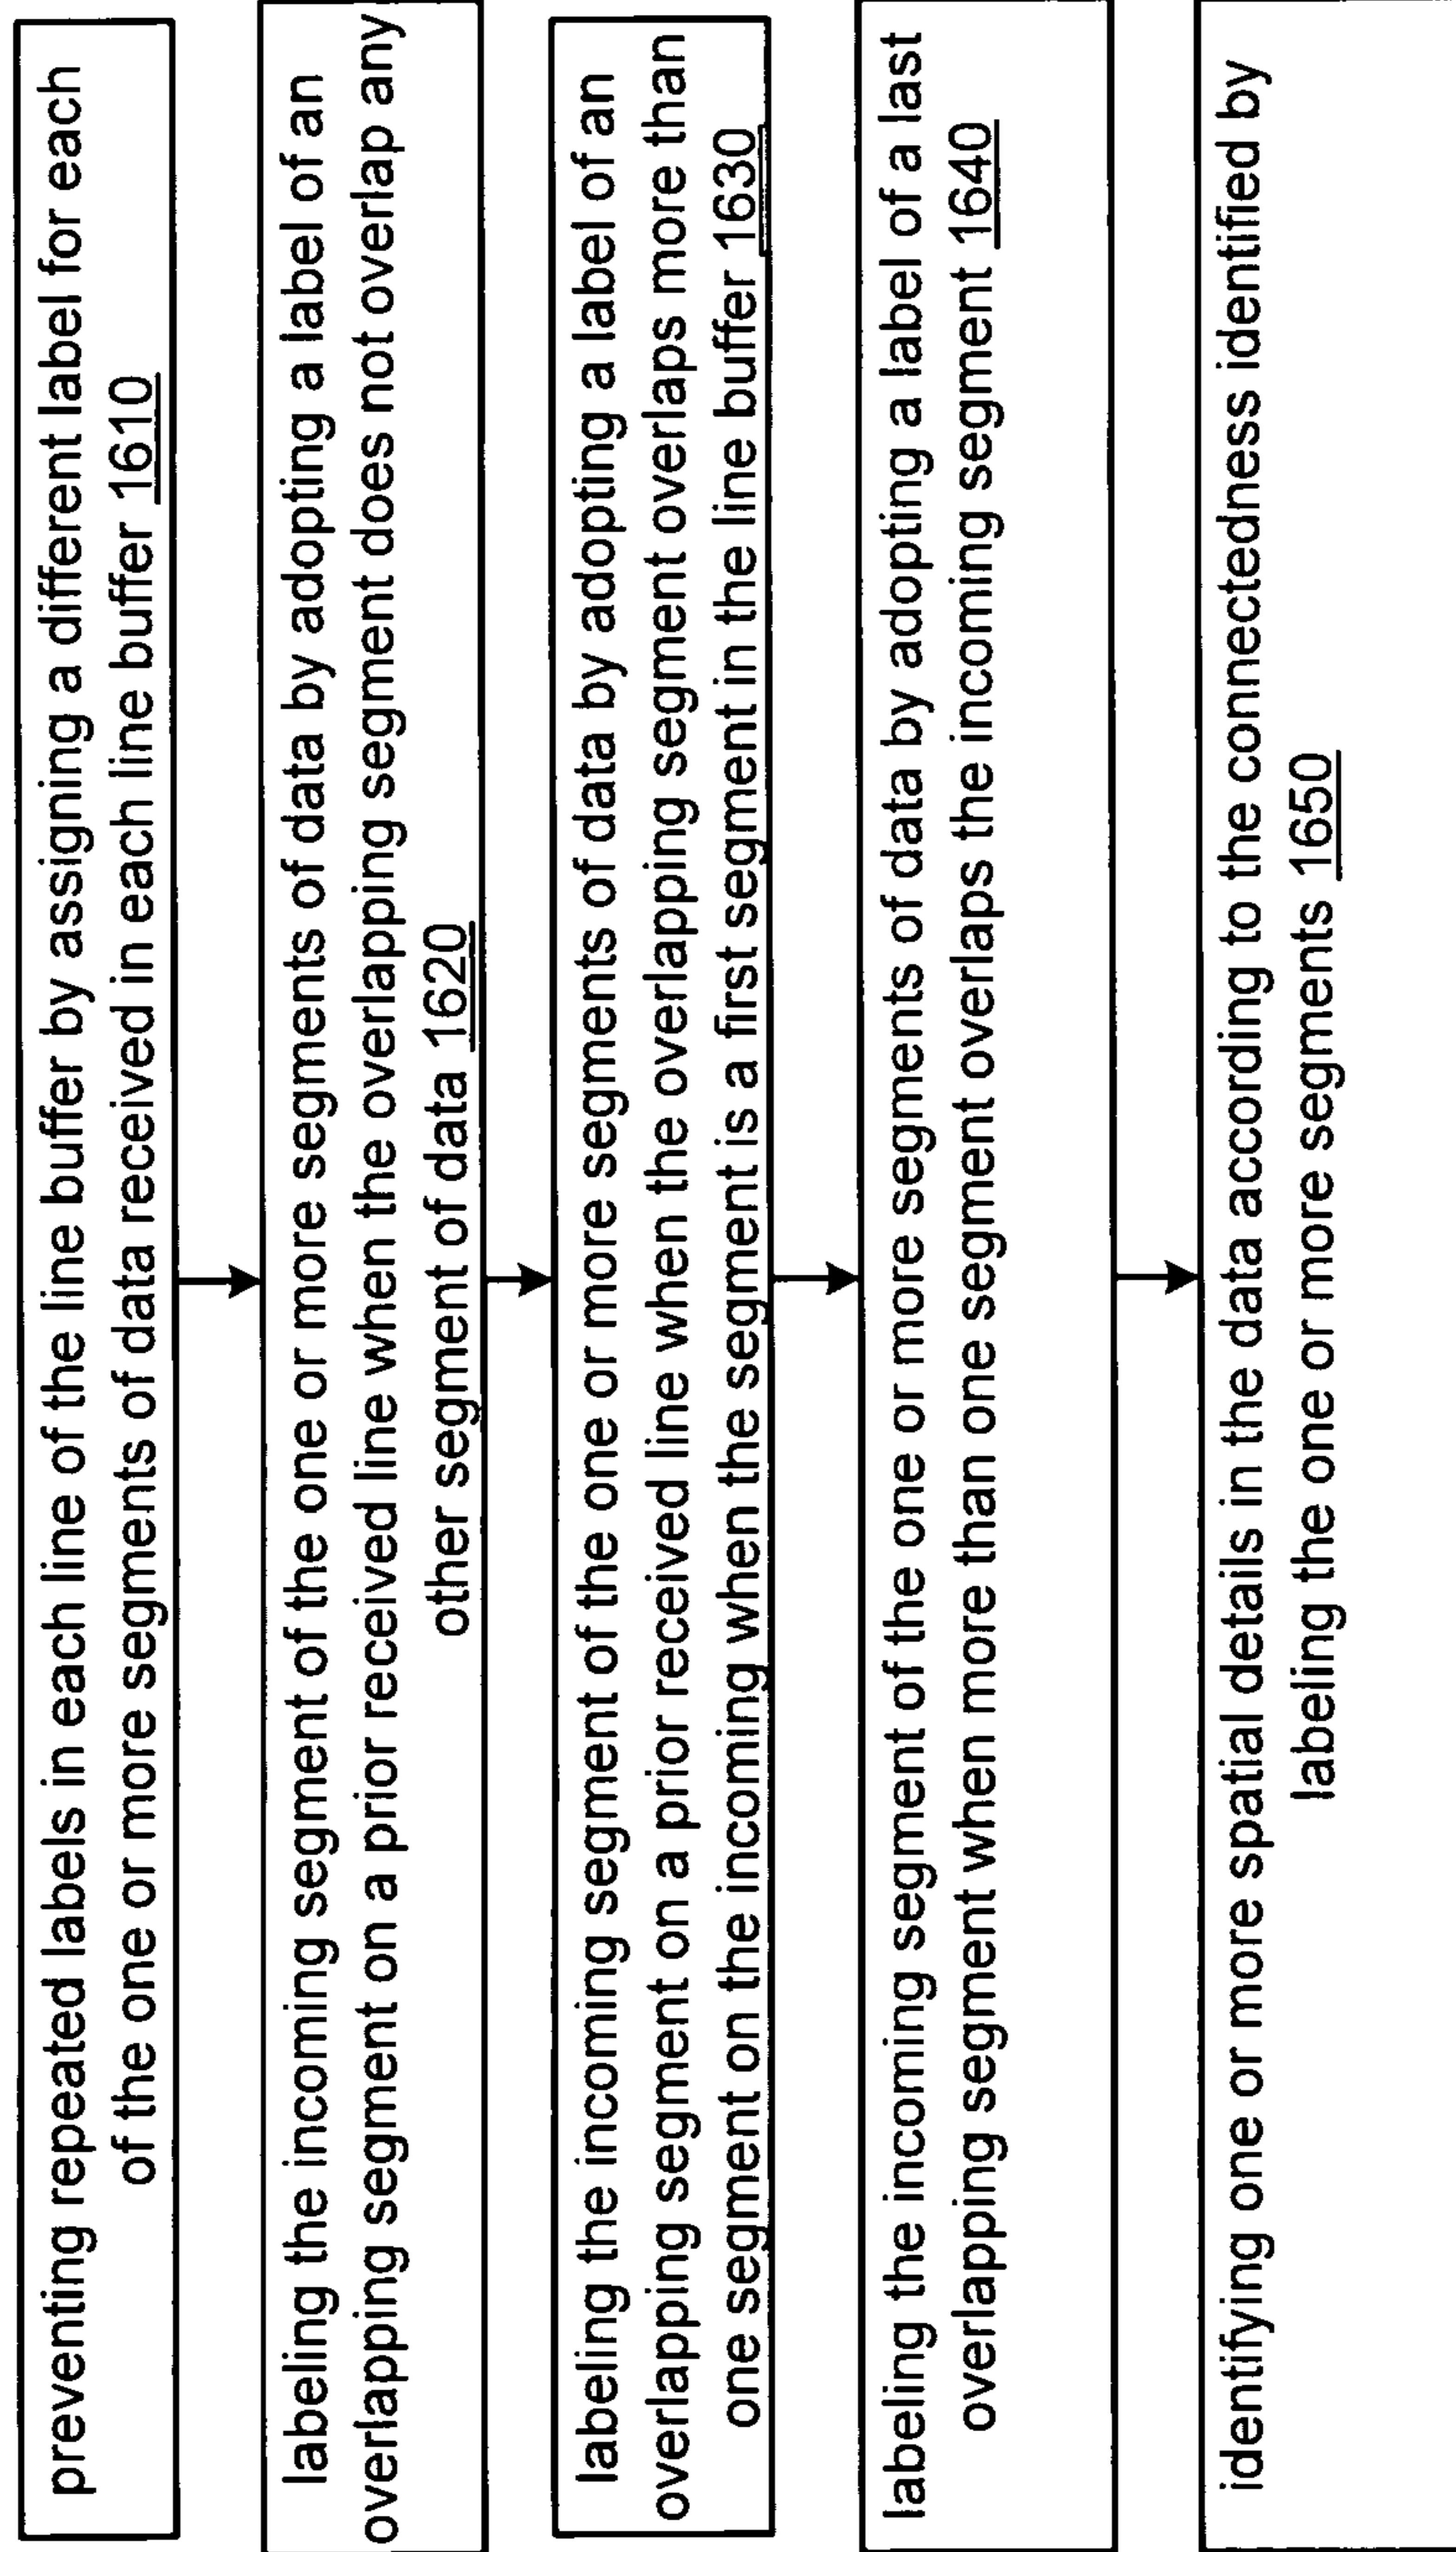 preventing repeated labels in each line of the line buffer by assigning a different label for each
of the one or more segments of data received in each line buffer 1610
labeling the incoming segment of the one or more segments of data by adopting a label of an
overlapping segment on a prior received line when the overlapping segment does not overlap any
other segment of data 1620
labeling the incoming segment of the one or more segments of data by adopting a label of an
overlapping segment on a prior received line when the overlapping segment overlaps more than
one segment on the incoming when the segment is a first segment in the line buffer 1630
labeling the incoming segment of the one or more segments of data by adopting a label of a last
overlapping segment when more than one segment overlaps the incoming segment 1640
identifying one or more spatial details in the data according to the connectedness identified by
labeling the one or more segments 1650